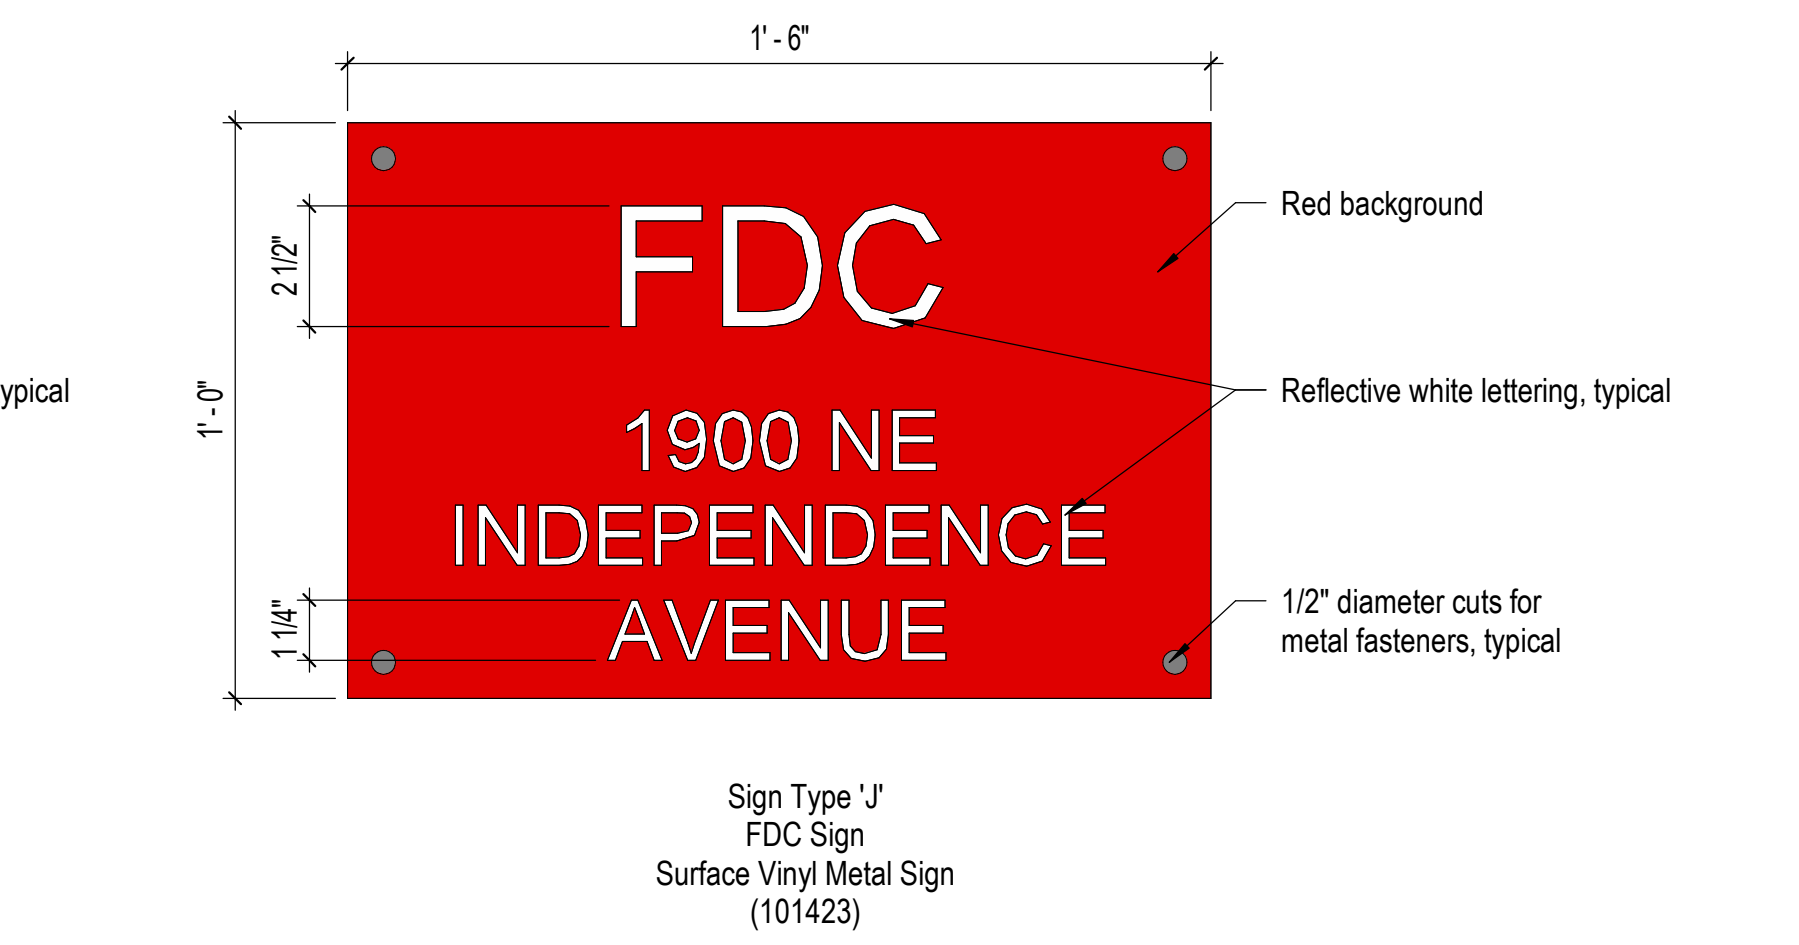 1' - 6"
Red background
2 1/2"
FDC
ypical
1' - 0"
Reflective white lettering, typical
1900 NE
INDEPENDENCE
AVENUE
1 1/4"
1/2" diameter cuts for
metal fasteners, typical
Sign Type 'J'
FDC Sign
Surface Vinyl Metal Sign
(101423)